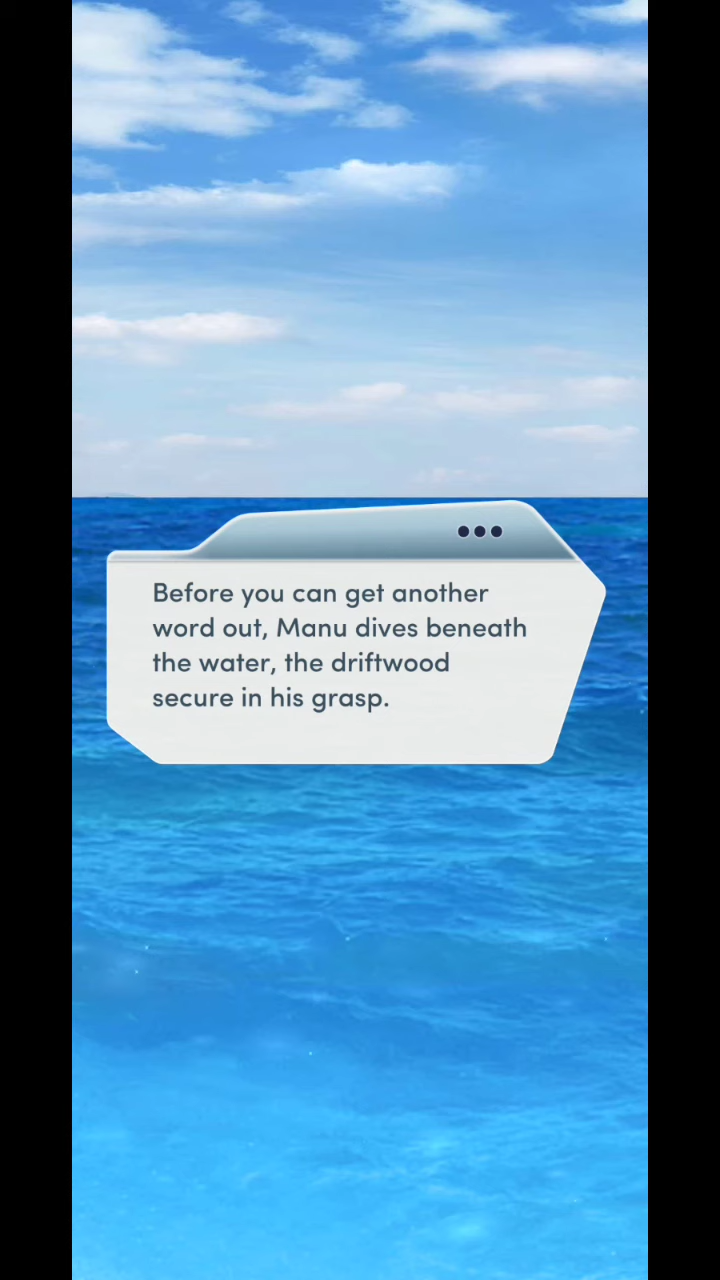 Before you can get another
word out, Manu dives beneath
the water, the driftwood
secure in his grasp.